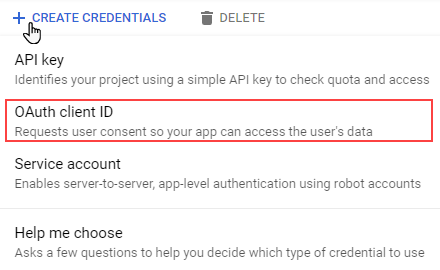 + CREATE CREDENTIALS DELETE
API key
Identifies your project using a simple API key to check quota and access
OAuth client ID
Requests user consent so your app can access the user's data
Service account
Enables server-to-server, app-level authentication using robot accounts
Help me choose
Asks a few questions to help you decide which type of credential to use